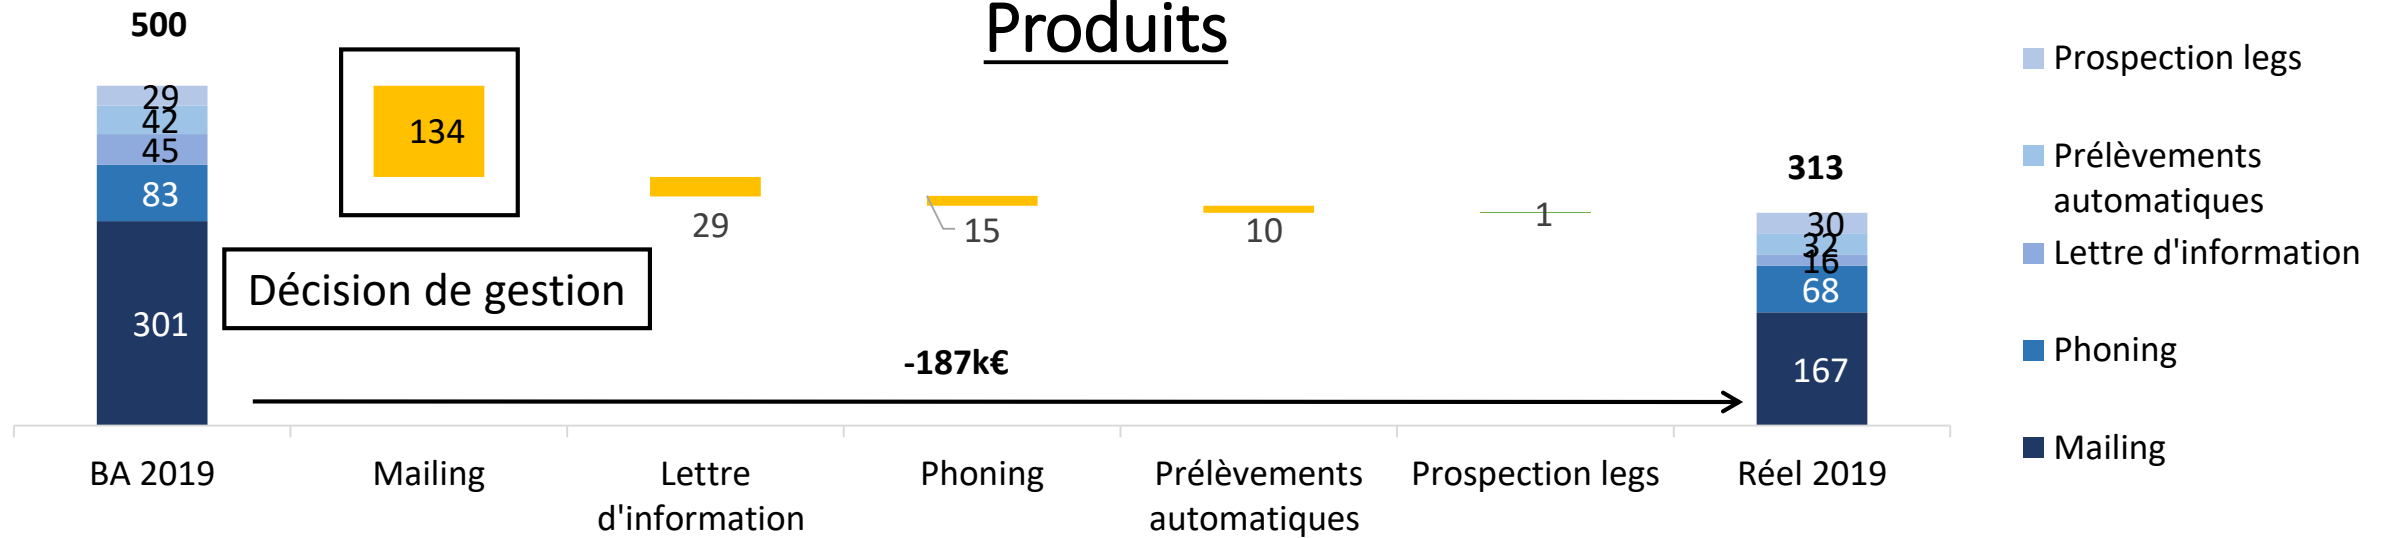 Produits
500
29
42
45
83
301
134
Décision de gestion
29
15
10
1
-187k€
313
30
32
16
68
167
BA 2019
Mailing
Lettre
d'information
Phoning
Prélèvements
automatiques
Prospection legs
Réel 2019
Prospection legs
Prélèvements
automatiques
Lettre d'information
Phoning
Mailing